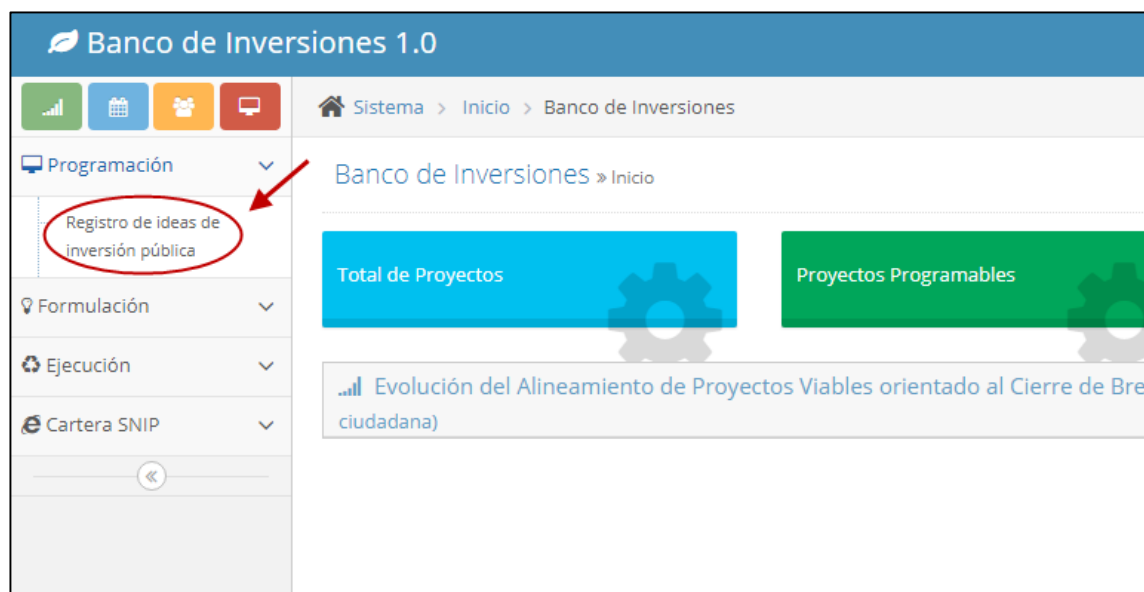 Banco de Inversiones 1.0
Sistema > Inicio > Banco de Inversiones
Programación
Registro de ideas de
inversión pública
Formulación
Ejecución
Cartera SNIP
Banco de Inversiones » Inicio
Total de Proyectos
Proyectos Programables
Evolución del Alineamiento de Proyectos Viables orientado al Cierre de Bre
ciudadana)